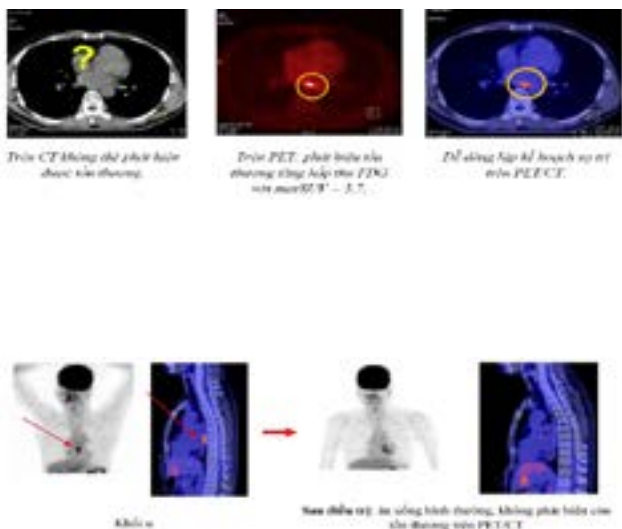 ?
Trên CT không thể phát hiện
được tổn thương.
Trên PET: phát hiện tổn
thương tăng hấp thu FDG
với maxSUV = 3.7.
Dễ dàng lập kế hoạch xạ trị
trên PET/CT.
Khối u
Sau điều trị: ăn uống bình thường, không phát hiện còn
tổn thương trên PET/CT